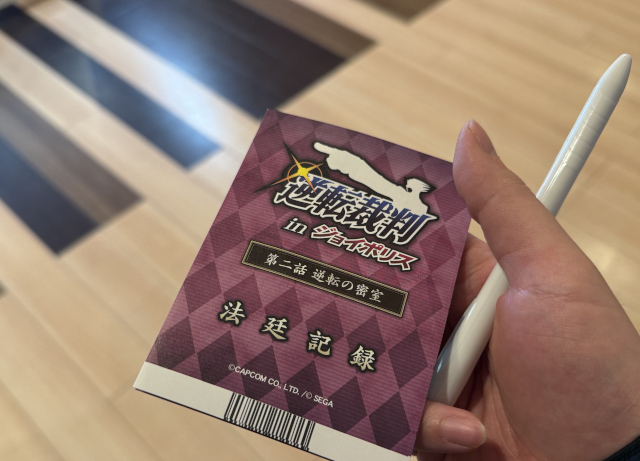 逆転裁判
in ジョイポリス
第二話 逆転の密室
法廷記録
©CAPCOM CO., LTD. /© SEGA